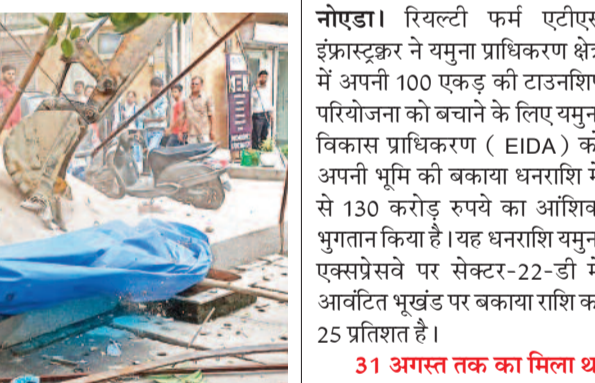 नोएडा। रियल्टी फर्म एटीएस
इंफ्रास्ट्रक्चर ने यमुना प्राधिकरण क्षेत्र
में अपनी 100 एकड़ की टाउनशिप
परियोजना को बचाने के लिए यमुन
विकास प्राधिकरण ( EIDA ) को
अपनी भूमि की बकाया धनराशि में
से 130 करोड़ रुपये का आंशिक
भुगतान किया है। यह धनराशि यमुन
एक्सप्रेसवे पर सेक्टर-22-डी में
आवंटित भूखंड पर बकाया राशि क
25 प्रतिशत है।
31 अगस्त तक का मिला थ